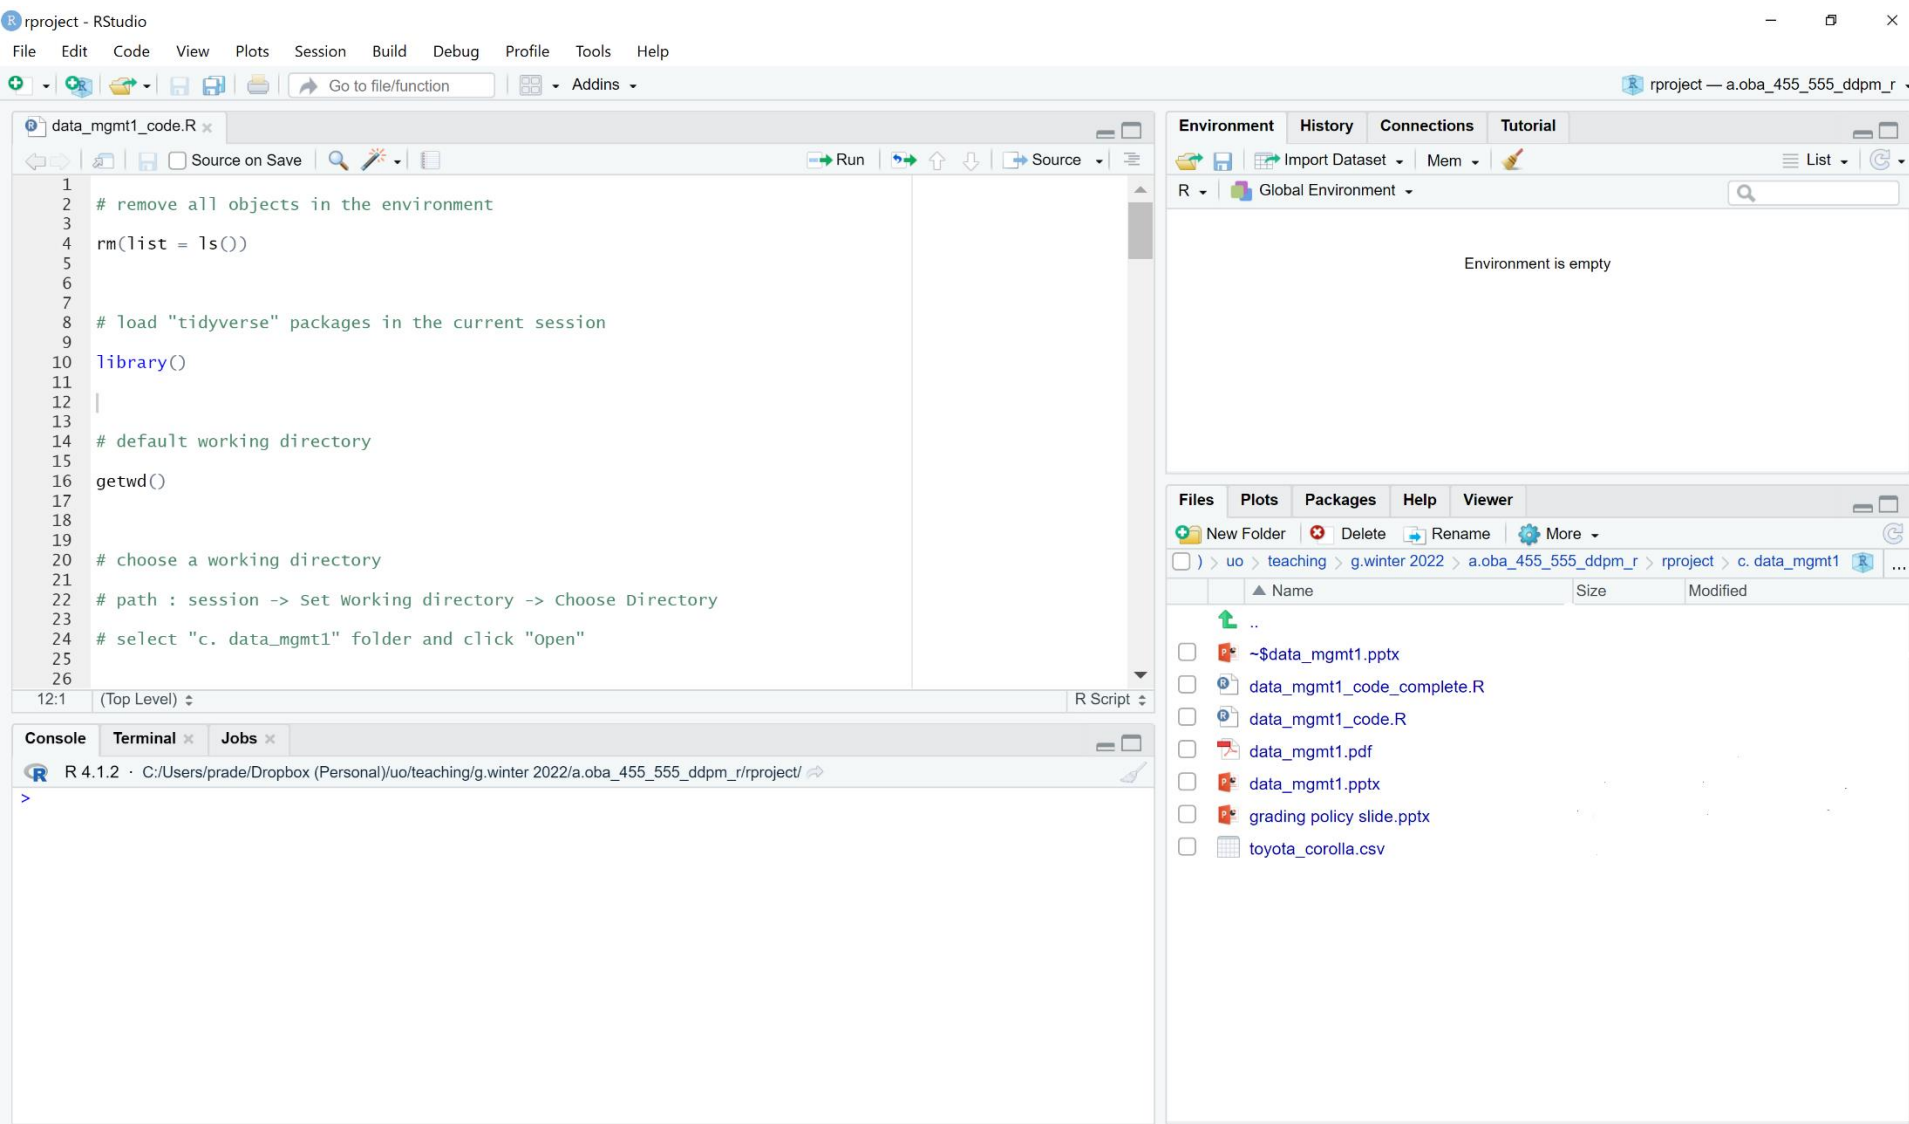 rproject - RStudio
File Edit Code View Plots Session Build Debug Profile Tools Help
Go to file/function Addins rproject — a.oba_455_555_ddpm_r
data_mgmt1_code.R
Source on Save Run Source
1
2 # remove all objects in the environment
3
4 rm(list = ls())
5
6
7
8 # load "tidyverse" packages in the current session
9
10 library()
11
12
13
14 # default working directory
15
16 getwd()
17
18
19
20 # choose a working directory
21
22 # path : session -> Set Working directory -> Choose Directory
23
24 # select "c. data_mgmt1" folder and click "Open"
25
26
12:1 (Top Level) R Script
Console Terminal Jobs
R 4.1.2 · C:/Users/prade/Dropbox (Personal)/uo/teaching/g.winter 2022/a.oba_455_555_ddpm_r/rproject/
>
Environment History Connections Tutorial
Import Dataset Mem List
R Global Environment
Environment is empty
Files Plots Packages Help Viewer
New Folder Delete Rename More
) > uo > teaching > g.winter 2022 > a.oba_455_555_ddpm_r > rproject > c. data_mgmt1 ...
Name Size Modified
..
~$data_mgmt1.pptx
data_mgmt1_code_complete.R
data_mgmt1_code.R
data_mgmt1.pdf
data_mgmt1.pptx
grading policy slide.pptx
toyota_corolla.csv